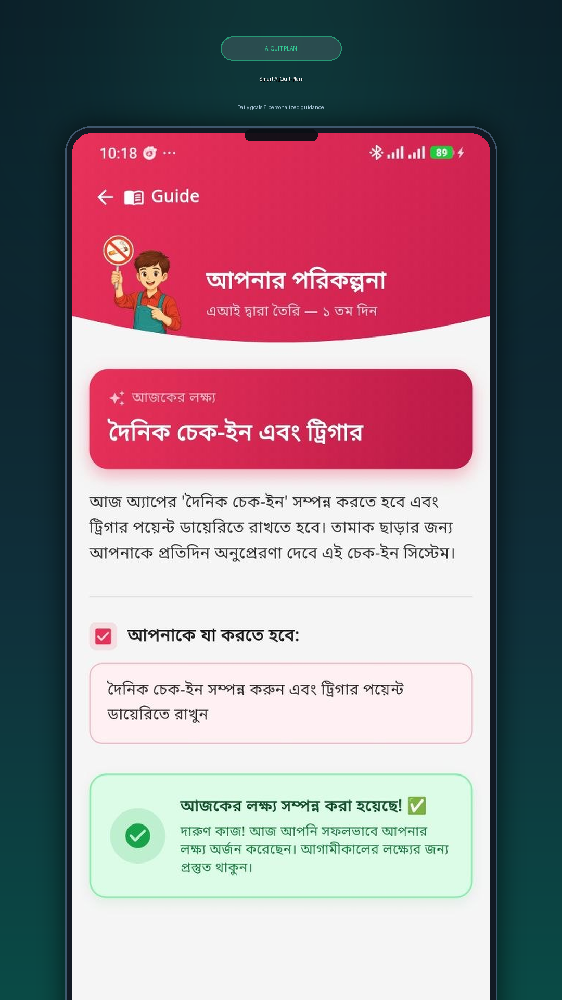 AI QUIT PLAN
Smart AI Quit Plan
Daily goals & personalized guidance
10:18
89
Guide
আপনার পরিকল্পনা
এআই দ্বারা তৈরি — ১ তম দিন
আজকের লক্ষ্য
দৈনিক চেক-ইন এবং ট্রিগার
আজ অ্যাপের 'দৈনিক চেক-ইন' সম্পন্ন করতে হবে এবং
ট্রিগার পয়েন্ট ডায়েরিতে রাখতে হবে। তামাক ছাড়ার জন্য
আপনাকে প্রতিদিন অনুপ্রেরণা দেবে এই চেক-ইন সিস্টেম।
আপনাকে যা করতে হবে:
দৈনিক চেক-ইন সম্পন্ন করুন এবং ট্রিগার পয়েন্ট
ডায়েরিতে রাখুন
আজকের লক্ষ্য সম্পন্ন করা হয়েছে! ✅
দারুণ কাজ! আজ আপনি সফলভাবে আপনার
লক্ষ্য অর্জন করেছেন। আগামীকালের লক্ষ্যের জন্য
প্রস্তুত থাকুন।